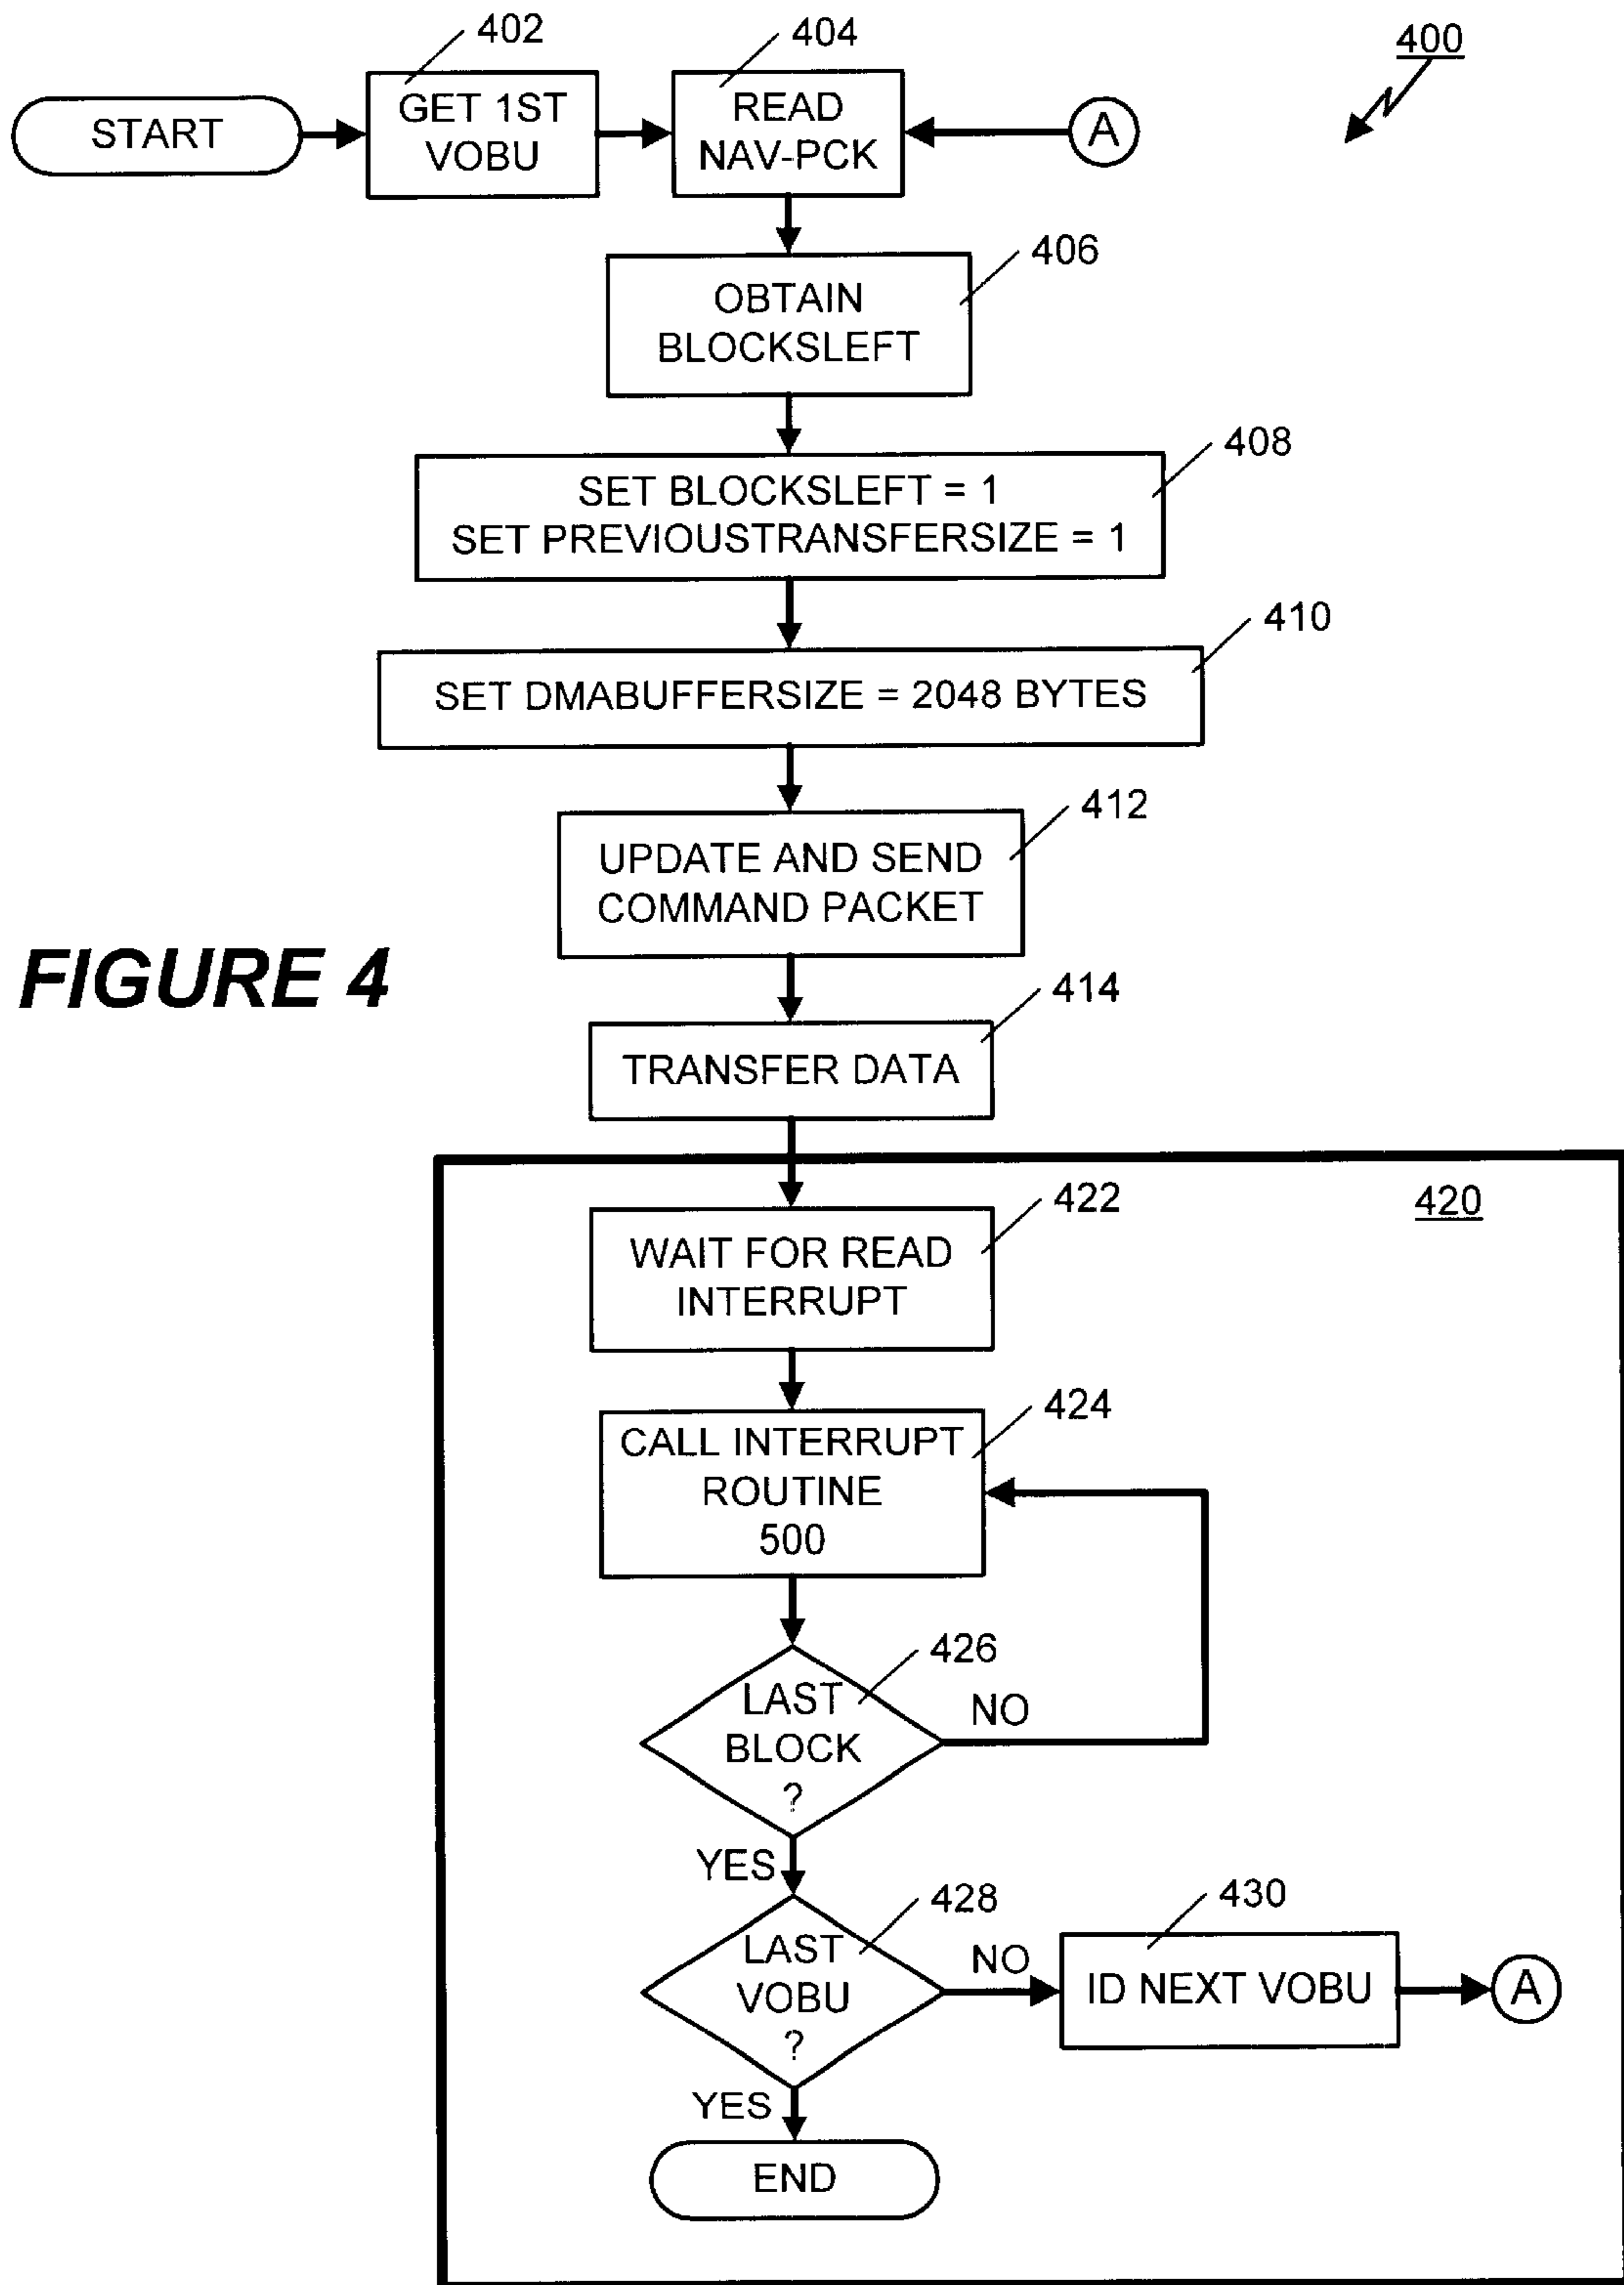 402
404
400
START
GET 1ST
VOBU
READ
NAV-PCK
A
406
OBTAIN
BLOCKSLEFT
408
SET BLOCKSLEFT = 1
SET PREVIOUSTRANSFERSIZE = 1
410
SET DMABUFFERSIZE = 2048 BYTES
412
UPDATE AND SEND
COMMAND PACKET
FIGURE 4
414
TRANSFER DATA
420
422
WAIT FOR READ
INTERRUPT
424
CALL INTERRUPT
ROUTINE
500
426
LAST
BLOCK
?
NO
YES
428
LAST
VOBU
?
NO
430
ID NEXT VOBU
A
YES
END